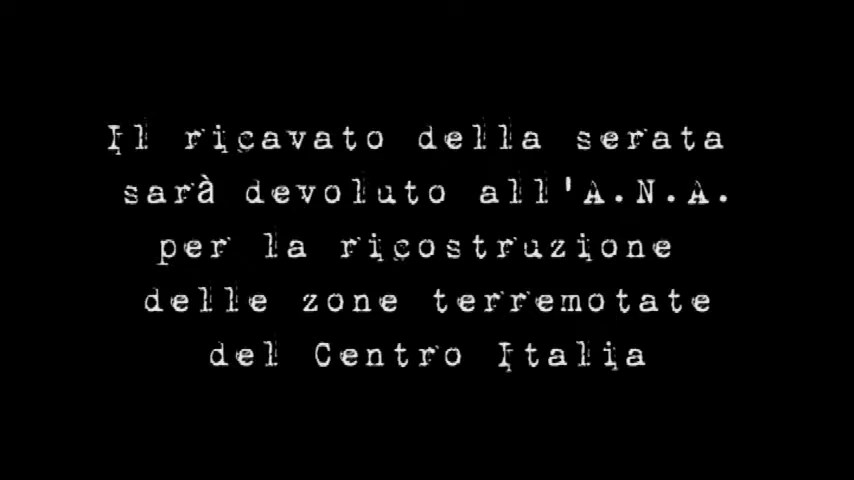 Il ricavato della serata
sarà devoluto all'A.N.A.
per la ricostruzione
delle zone terremotate
del Centro Italia